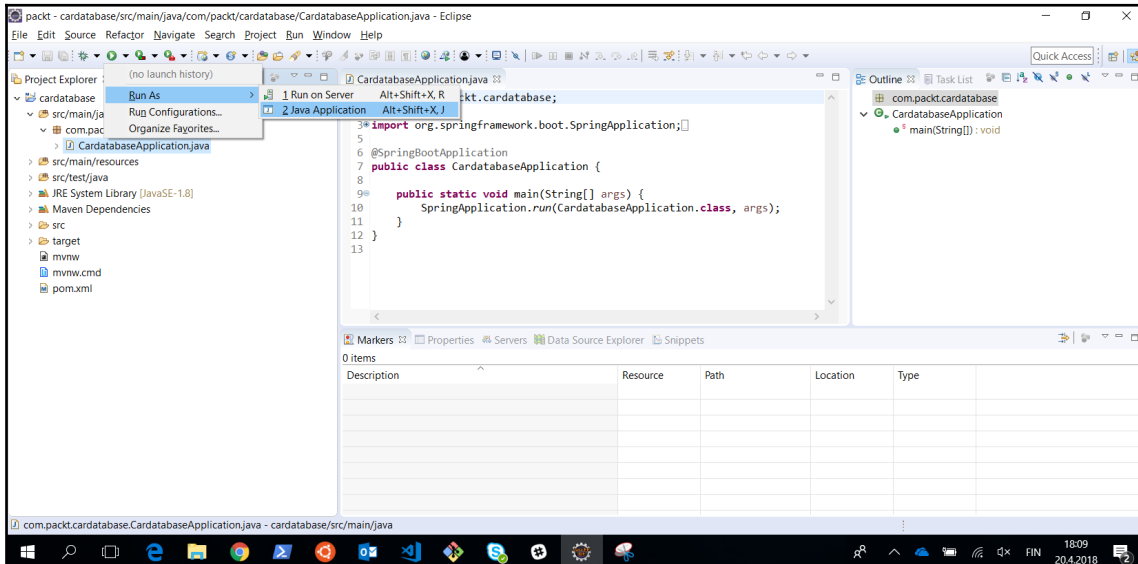 packt - cardatabase/src/main/java/com/packt/cardatabase/CardatabaseApplication.java - Eclipse
File Edit Source Refactor Navigate Search Project Run Window Help
Quick Access
Project Explorer
(no launch history)
Run As
Run Configurations...
Organize Favorites...
1 Run on Server Alt+Shift+X, R
2 Java Application Alt+Shift+X, J
cardatabase
src/main/ja
com.pac
CardatabaseApplication.java
src/main/resources
src/test/java
JRE System Library [JavaSE-1.8]
Maven Dependencies
src
target
mvnw
mvnw.cmd
pom.xml
CardatabaseApplication.java
kt.cardatabase;
3 import org.springframework.boot.SpringApplication;
5
6 @SpringBootApplication
7 public class CardatabaseApplication {
8
9 public static void main(String[] args) {
10 SpringApplication.run(CardatabaseApplication.class, args);
11 }
12 }
13
Outline Task List
com.packt.cardatabase
CardatabaseApplication
main(String[]) : void
Markers Properties Servers Data Source Explorer Snippets
0 items
Description Resource Path Location Type
com.packt.cardatabase.CardatabaseApplication.java - cardatabase/src/main/java
FIN
18:09
20.4.2018
2